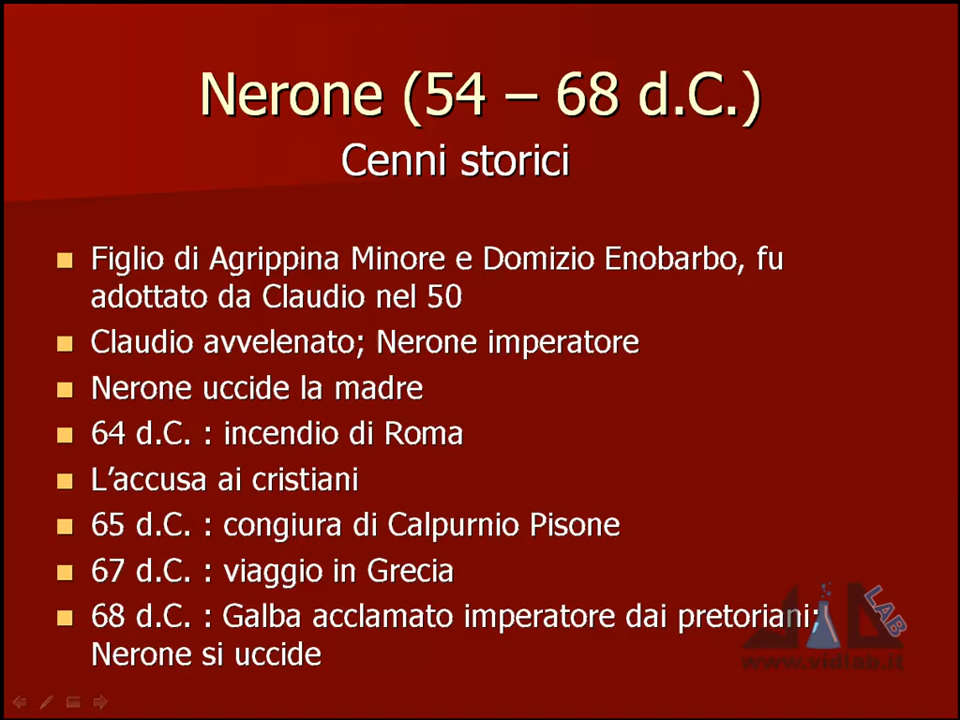 Nerone (54 – 68 d.C.)
Cenni storici
Figlio di Agrippina Minore e Domizio Enobarbo, fu
adottato da Claudio nel 50
Claudio avvelenato; Nerone imperatore
Nerone uccide la madre
64 d.C. : incendio di Roma
L’accusa ai cristiani
65 d.C. : congiura di Calpurnio Pisone
67 d.C. : viaggio in Grecia
68 d.C. : Galba acclamato imperatore dai pretoriani;
Nerone si uccide
LAB
www.vidlab.it